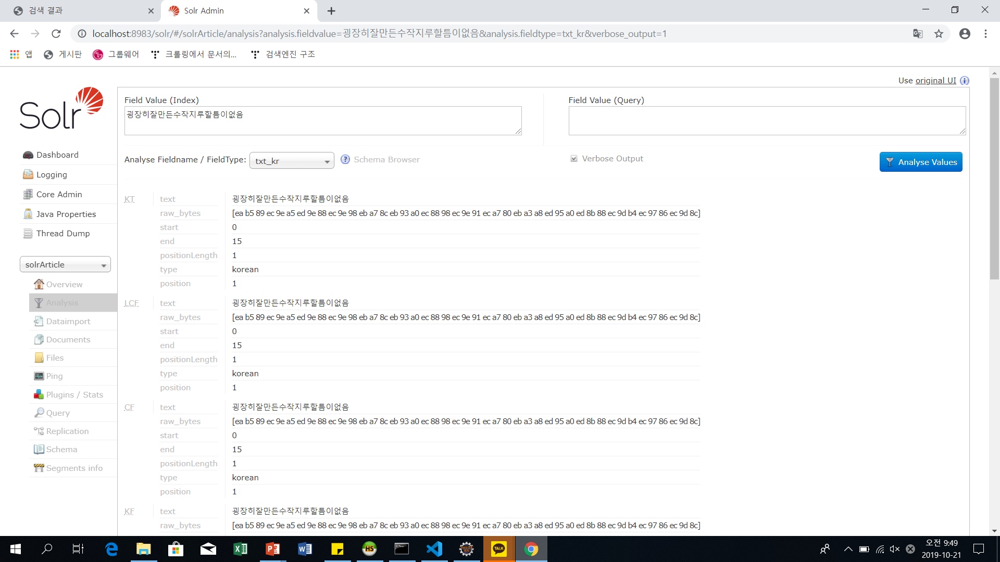 검색 결과
Solr Admin
localhost:8983/solr/#/solrArticle/analysis?analysis.fieldvalue=굉장히잘만든수작지루할틈이없음&analysis.fieldtype=txt_kr&verbose_output=1
앱 게시판 그룹웨어 크롤링에서 문서의... 검색엔진 구조
Use original UI
Solr
Dashboard
Logging
Core Admin
Java Properties
Thread Dump
solrArticle
Overview
Analysis
Dataimport
Documents
Files
Ping
Plugins / Stats
Query
Replication
Schema
Segments info
Field Value (Index)
굉장히잘만든수작지루할틈이없음
Field Value (Query)
Analyse Fieldname / FieldType: txt_kr Schema Browser
Verbose Output
Analyse Values
KT text 굉장히잘만든수작지루할틈이없음
raw_bytes [ea b5 89 ec 9e a5 ed 9e 88 ec 9e 98 eb a7 8c eb 93 a0 ec 88 98 ec 9e 91 ec a7 80 eb a3 a8 ed 95 a0 ed 8b 88 ec 9d b4 ec 97 86 ec 9d 8c]
start 0
end 15
positionLength 1
type korean
position 1
LCF text 굉장히잘만든수작지루할틈이없음
raw_bytes [ea b5 89 ec 9e a5 ed 9e 88 ec 9e 98 eb a7 8c eb 93 a0 ec 88 98 ec 9e 91 ec a7 80 eb a3 a8 ed 95 a0 ed 8b 88 ec 9d b4 ec 97 86 ec 9d 8c]
start 0
end 15
positionLength 1
type korean
position 1
CF text 굉장히잘만든수작지루할틈이없음
raw_bytes [ea b5 89 ec 9e a5 ed 9e 88 ec 9e 98 eb a7 8c eb 93 a0 ec 88 98 ec 9e 91 ec a7 80 eb a3 a8 ed 95 a0 ed 8b 88 ec 9d b4 ec 97 86 ec 9d 8c]
start 0
end 15
positionLength 1
type korean
position 1
KF text 굉장히잘만든수작지루할틈이없음
raw_bytes [ea b5 89 ec 9e a5 ed 9e 88 ec 9e 98 eb a7 8c eb 93 a0 ec 88 98 ec 9e 91 ec a7 80 eb a3 a8 ed 95 a0 ed 8b 88 ec 9d b4 ec 97 86 ec 9d 8c]
HS
TALK
오전 9:49
2019-10-21